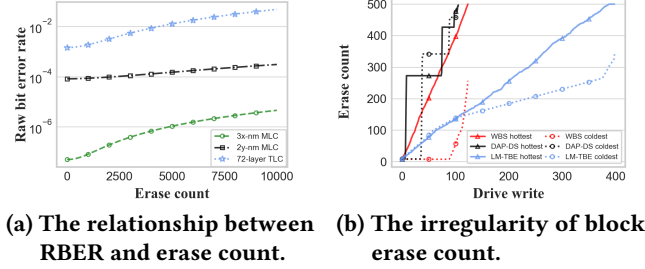 Raw bit error rate
10⁻²
10⁻⁴
10⁻⁶
0
2500
5000
7500
10000
Erase count
3x-nm MLC
2y-nm MLC
72-layer TLC
(a) The relationship between
RBER and erase count.
Erase count
500
400
300
200
100
0
0
100
200
300
400
Drive write
WBS hottest
DAP-DS hottest
LM-TBE hottest
WBS coldest
DAP-DS coldest
LM-TBE coldest
(b) The irregularity of block
erase count.